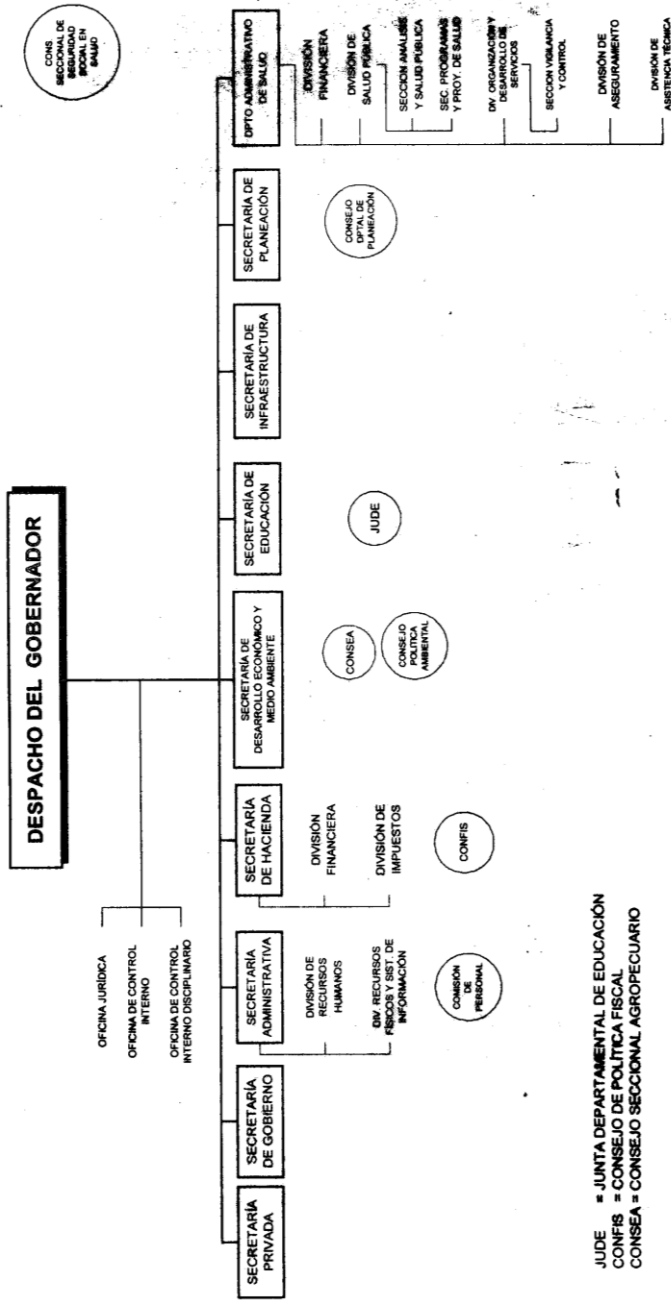 DESPACHO DEL GOBERNADOR
CONS.
SECCIONAL DE
SEGURIDAD
SOCIAL EN
SALUD
OFICINA JURÍDICA
OFICINA DE CONTROL
INTERNO
OFICINA DE CONTROL
INTERNO DISCIPLINARIO
SECRETARÍA
PRIVADA
SECRETARÍA
DE GOBIERNO
SECRETARÍA
ADMINISTRATIVA
DIVISIÓN DE
RECURSOS
HUMANOS
DIV. RECURSOS
FÍSICOS Y SIST. DE
INFORMACIÓN
COMISIÓN
DE
PERSONAL
SECRETARÍA
DE HACIENDA
DIVISIÓN
FINANCIERA
DIVISIÓN DE
IMPUESTOS
CONFIS
SECRETARÍA DE
DESARROLLO ECONÓMICO Y
MEDIO AMBIENTE
CONSEA
CONSEJO
POLÍTICA
AMBIENTAL
SECRETARÍA DE
EDUCACIÓN
JUDE
SECRETARÍA DE
INFRAESTRUCTURA
SECRETARÍA DE
PLANEACIÓN
CONSEJO
DPTAL DE
PLANEACIÓN
DPTO ADMINISTRATIVO
DE SALUD
DIVISIÓN
FINANCIERA
DIVISIÓN DE
SALUD PÚBLICA
SECCION ANÁLISIS
Y SALUD PÚBLICA
SEC. PROGRAMAS
Y PROY. DE SALUD
DIV. ORGANIZACIÓN Y
DESARROLLO DE
SERVICIOS
SECCION VIGILANCIA
Y CONTROL
DIVISIÓN DE
ASEGURAMIENTO
DIVISIÓN DE
ASISTENCIA TÉCNICA
JUDE = JUNTA DEPARTAMENTAL DE EDUCACIÓN
CONFIS = CONSEJO DE POLÍTICA FISCAL
CONSEA = CONSEJO SECCIONAL AGROPECUARIO